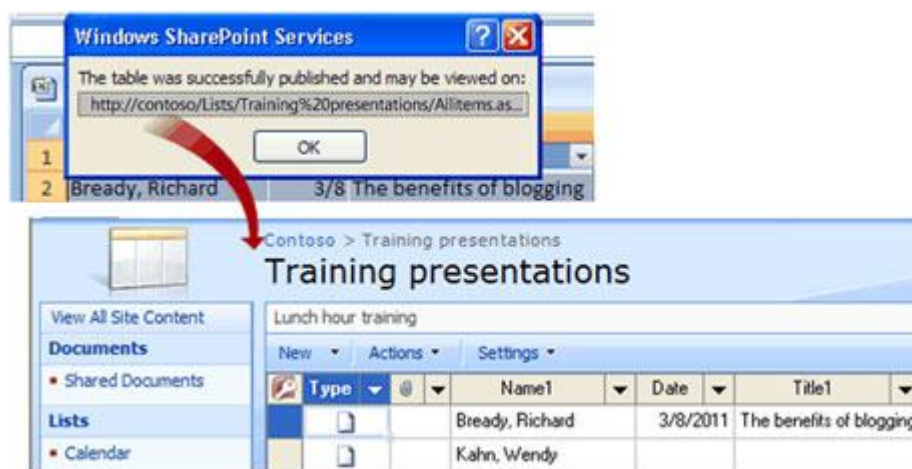 Windows SharePoint Services
The table was successfully published and may be viewed on:
http://contoso/Lists/Training%20presentations/Allitems.as...
OK
1
2 Bready, Richard 3/8 The benefits of blogging
Contoso > Training presentations
Training presentations
View All Site Content
Lunch hour training
Documents
New Actions Settings
Shared Documents
Type Name1 Date Title1
Lists
Bready, Richard 3/8/2011 The benefits of blogging
Calendar
Kahn, Wendy